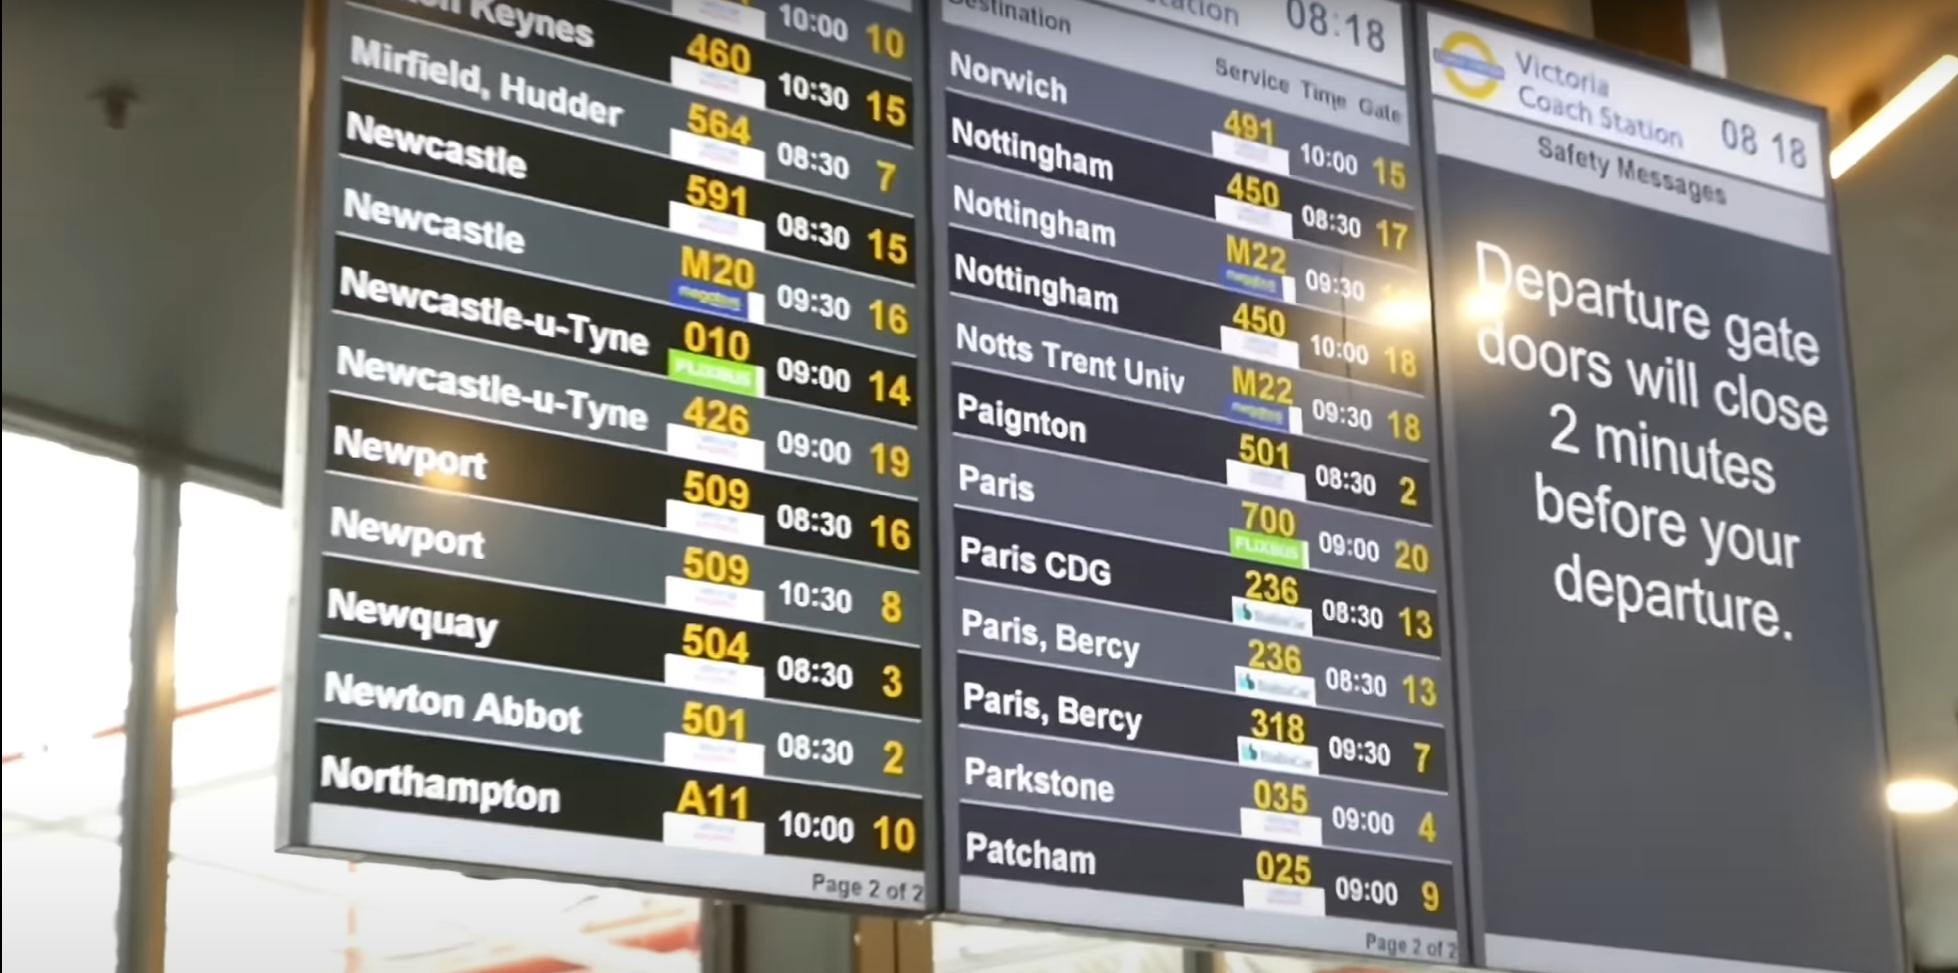 10:00 10
Keynes 460 10:30 15
Mirfield, Hudder 564 08:30 7
Newcastle 591 08:30 15
Newcastle M20 megabus 09:30 16
Newcastle-u-Tyne 010 FLIXBUS 09:00 14
Newcastle-u-Tyne 426 09:00 19
Newport 509 08:30 16
Newport 509 10:30 8
Newquay 504 08:30 3
Newton Abbot 501 08:30 2
Northampton A11 10:00 10
Page 2 of 2
08:18
Destination Service Time Gate
Norwich 491 10:00 15
Nottingham 450 08:30 17
Nottingham M22 megabus 09:30
Nottingham 450 10:00 18
Notts Trent Univ M22 megabus 09:30 18
Paignton 501 08:30 2
Paris 700 FLIXBUS 09:00 20
Paris CDG 236 BlaBlaCar 08:30 13
Paris, Bercy 236 BlaBlaCar 08:30 13
Paris, Bercy 318 BlaBlaCar 09:30 7
Parkstone 035 09:00 4
Patcham 025 09:00 9
Page 2 of 2
Victoria
Coach Station 08 18
Safety Messages
Departure gate
doors will close
2 minutes
before your
departure.